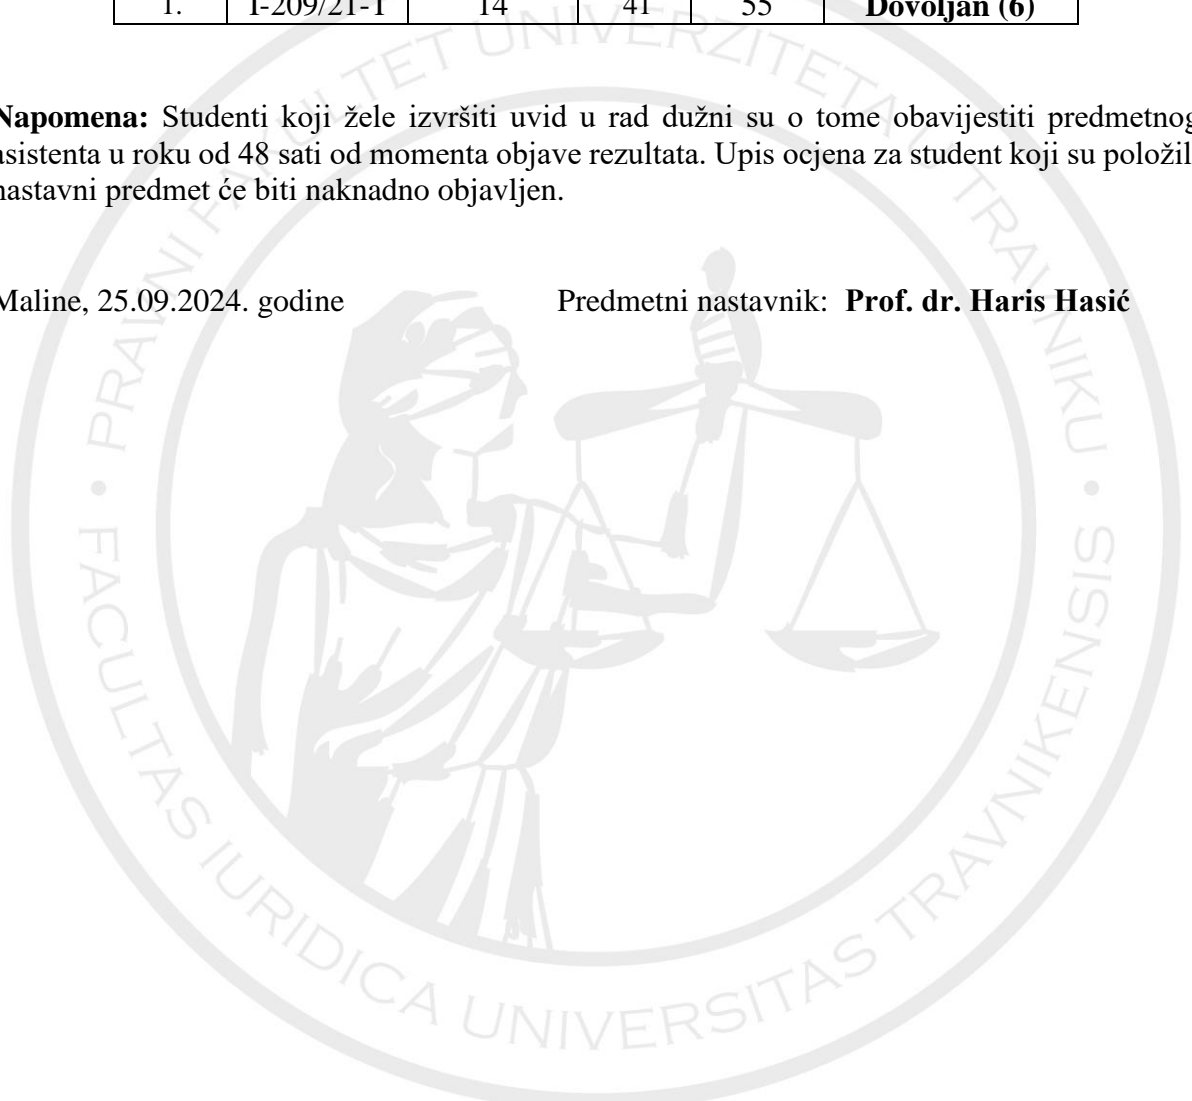 1. I-209/21-T 14 41 55 Dovoljan (6)
Napomena: Studenti koji žele izvršiti uvid u rad dužni su o tome obavijestiti predmetnog
asistenta u roku od 48 sati od momenta objave rezultata. Upis ocjena za student koji su položil
nastavni predmet će biti naknadno objavljen.
Maline, 25.09.2024. godine Predmetni nastavnik: Prof. dr. Haris Hasić
PRAVNI FAKULTET UNIVERZITETA U TRAVNIKU
FACULTAS IURIDICA UNIVERSITAS TRAVNIKENSIS